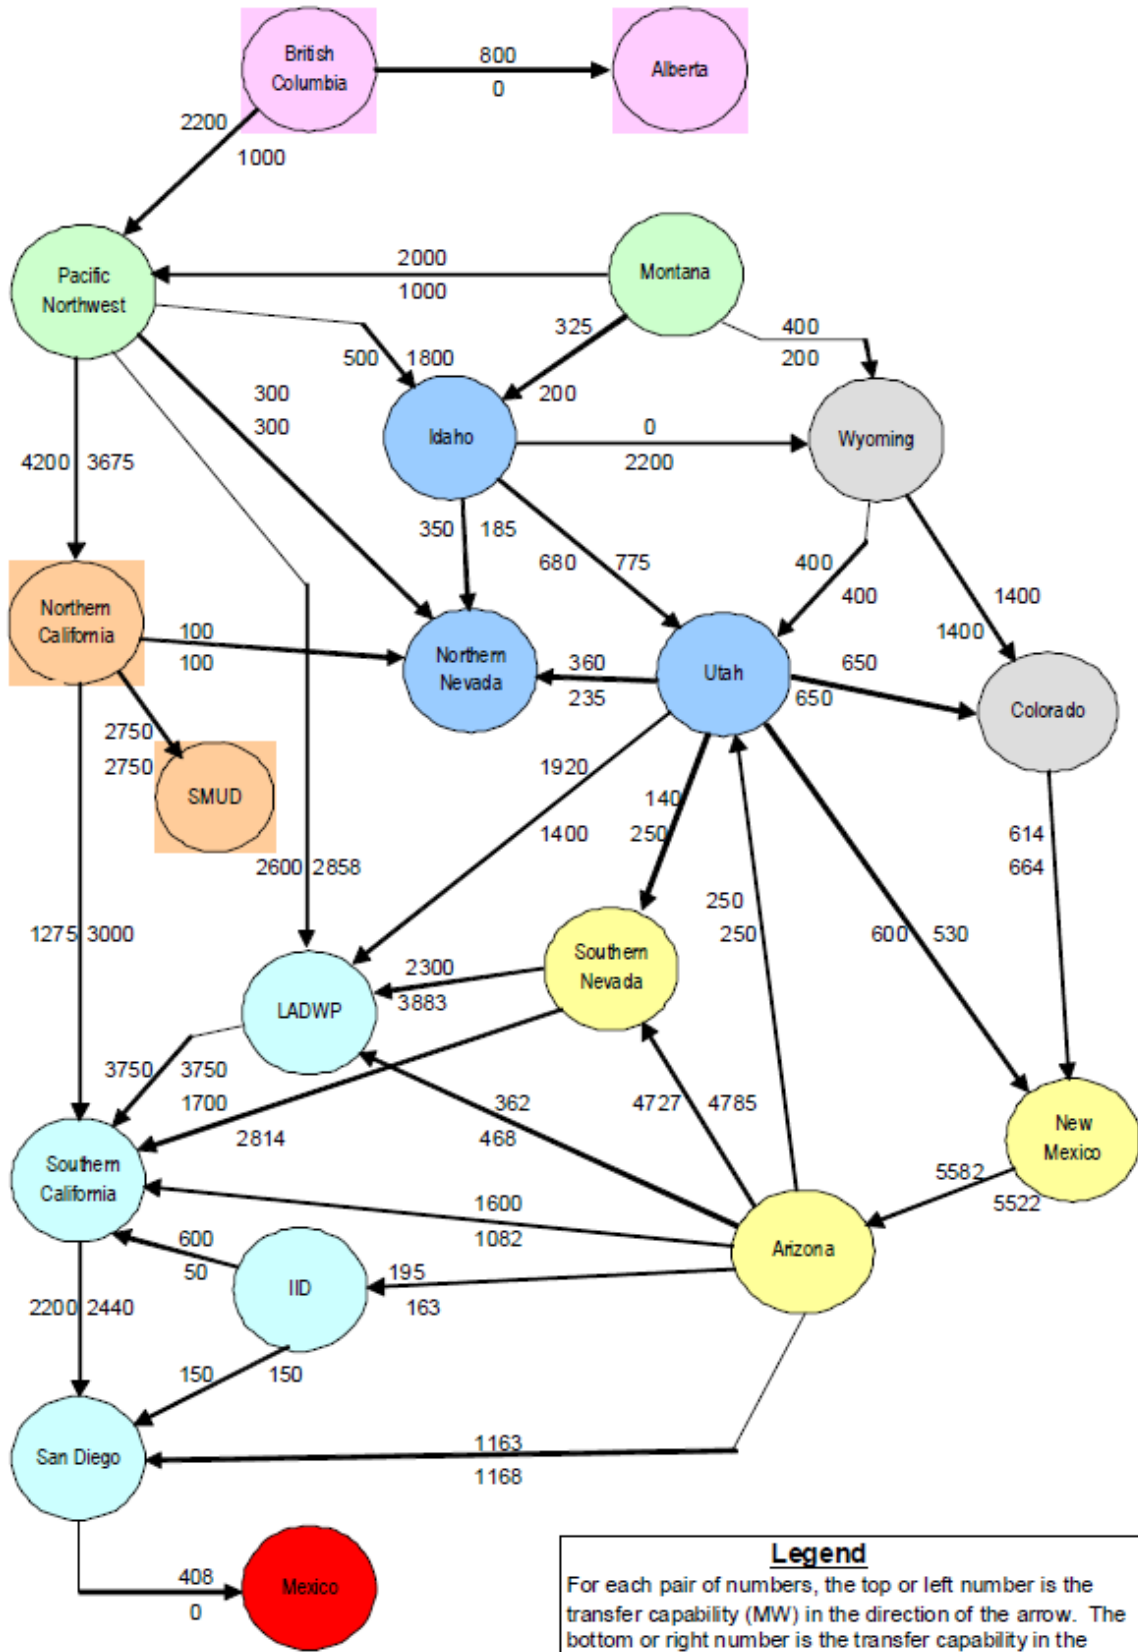 British
Columbia
800
0
Alberta
2200
1000
Pacific
Northwest
2000
1000
Montana
325
200
400
200
500 1800
300
300
Idaho
0
2200
Wyoming
4200 3675
350 185
680 775
400
400
1400
1400
Northern
California
100
100
Northern
Nevada
360
235
Utah
650
650
Colorado
2750
2750
SMUD
1920
1400
140
250
614
664
2600 2858
250
250
600 530
1275 3000
Southern
Nevada
2300
3883
LADWP
3750 3750
1700
2814
362
468
4727 4785
New
Mexico
Southern
California
5582
5522
1600
1082
Arizona
600
50
IID
195
163
2200 2440
150 150
San Diego
1163
1168
408
0
Mexico
Legend
For each pair of numbers, the top or left number is the
transfer capability (MW) in the direction of the arrow. The
bottom or right number is the transfer capability in the